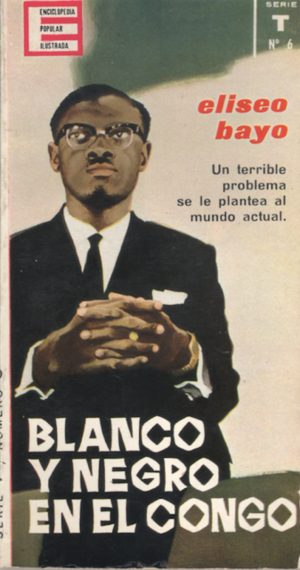 ENCICLOPEDIA
POPULAR
ILUSTRADA
SERIE
T
Nº 6
eliseo
bayo
Un terrible
problema
se le plantea al
mundo actual.
BLANCO
Y NEGRO
EN EL CONGO